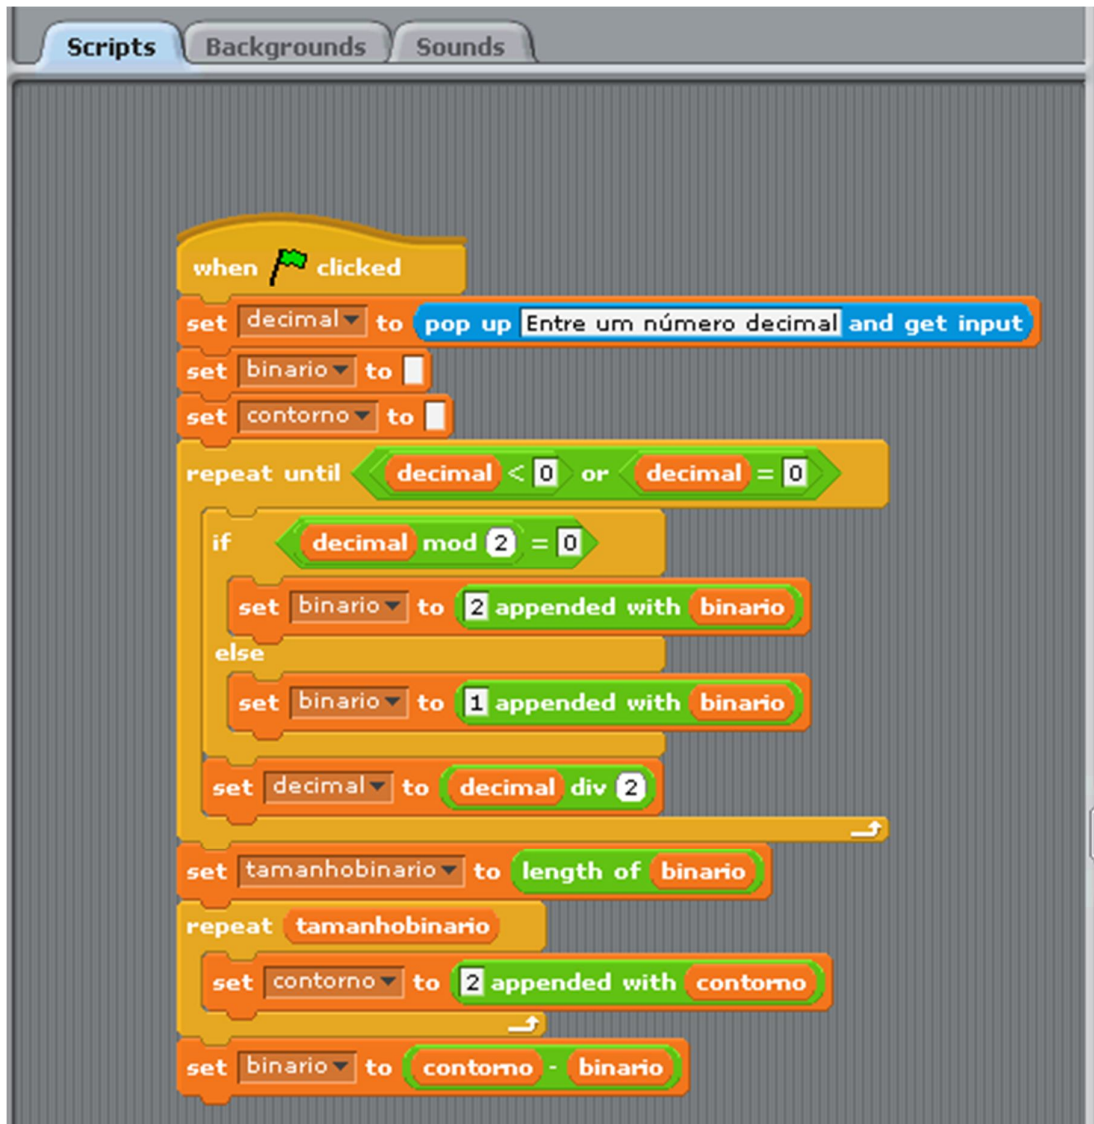 Scripts Backgrounds Sounds
when clicked
set decimal to pop up Entre um número decimal and get input
set binario to
set contorno to
repeat until decimal < 0 or decimal = 0
if decimal mod 2 = 0
set binario to 2 appended with binario
else
set binario to 1 appended with binario
set decimal to decimal div 2
set tamanhobinario to length of binario
repeat tamanhobinario
set contorno to 2 appended with contorno
set binario to contorno - binario